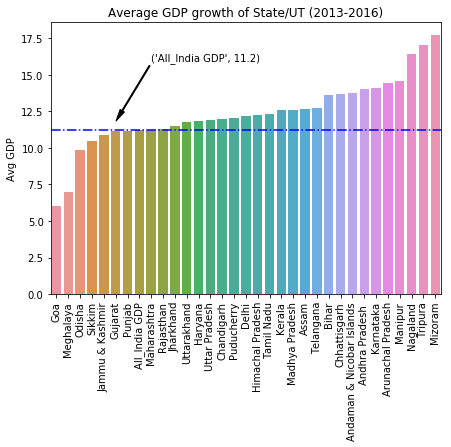 Average GDP growth of State/UT (2013-2016)
('All_India GDP', 11.2)
Avg GDP
17.5
15.0
12.5
10.0
7.5
5.0
2.5
0.0
Goa
Meghalaya
Odisha
Sikkim
Jammu & Kashmir
Gujarat
Punjab
All_India GDP
Maharashtra
Rajasthan
Jharkhand
Uttarakhand
Haryana
Uttar Pradesh
Chandigarh
Puducherry
Delhi
Himachal Pradesh
Tamil Nadu
Kerala
Madhya Pradesh
Assam
Telangana
Bihar
Chhattisgarh
Andaman & Nicobar Islands
Andhra Pradesh
Karnataka
Arunachal Pradesh
Manipur
Nagaland
Tripura
Mizoram